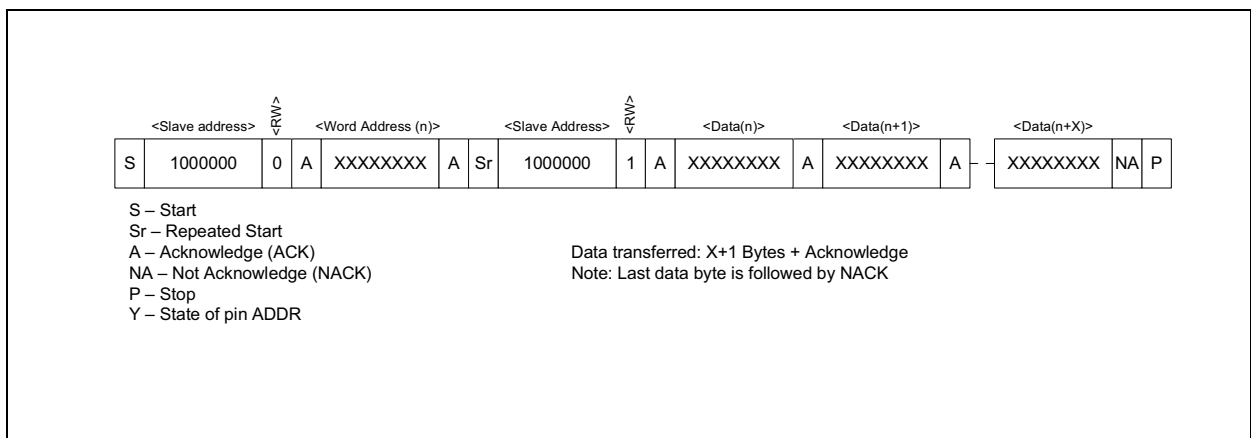 <Slave address> <RW> <Word Address (n)> <Slave Address> <RW> <Data(n)> <Data(n+1)> <Data(n+X)>
S 1000000 0 A XXXXXXXX A Sr 1000000 1 A XXXXXXXX A XXXXXXXX A XXXXXXXX NA P
S – Start
Sr – Repeated Start
A – Acknowledge (ACK)
NA – Not Acknowledge (NACK)
P – Stop
Y – State of pin ADDR
Data transferred: X+1 Bytes + Acknowledge
Note: Last data byte is followed by NACK